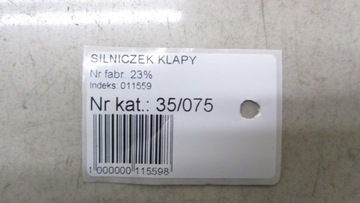 SILNICZEK KLAPY
Nr fabr. 23%
Indeks: 011559
Nr kat.: 35/075
1 000000 115598